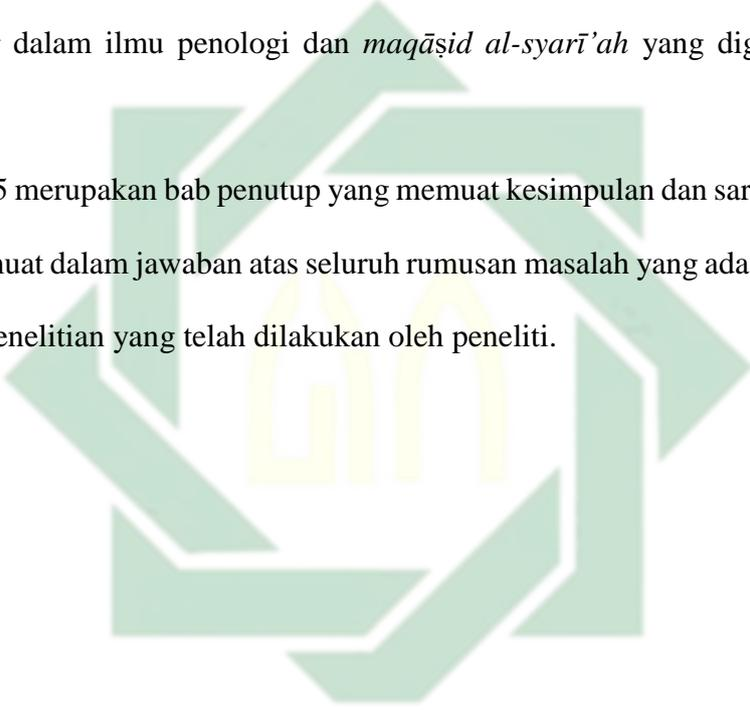 dalam ilmu penologi dan maqāṣid al-syarī’ah yang dig
5 merupakan bab penutup yang memuat kesimpulan dan sar
uat dalam jawaban atas seluruh rumusan masalah yang ada
enelitian yang telah dilakukan oleh peneliti.